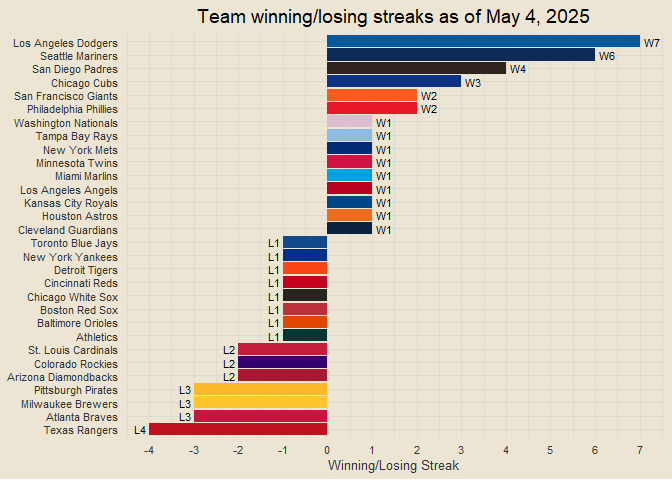 Team winning/losing streaks as of May 4, 2025
Los Angeles Dodgers W7
Seattle Mariners W6
San Diego Padres W4
Chicago Cubs W3
San Francisco Giants W2
Philadelphia Phillies W2
Washington Nationals W1
Tampa Bay Rays W1
New York Mets W1
Minnesota Twins W1
Miami Marlins W1
Los Angeles Angels W1
Kansas City Royals W1
Houston Astros W1
Cleveland Guardians W1
Toronto Blue Jays L1
New York Yankees L1
Detroit Tigers L1
Cincinnati Reds L1
Chicago White Sox L1
Boston Red Sox L1
Baltimore Orioles L1
Athletics L1
St. Louis Cardinals L2
Colorado Rockies L2
Arizona Diamondbacks L2
Pittsburgh Pirates L3
Milwaukee Brewers L3
Atlanta Braves L3
Texas Rangers L4
-4 -3 -2 -1 0 1 2 3 4 5 6 7
Winning/Losing Streak